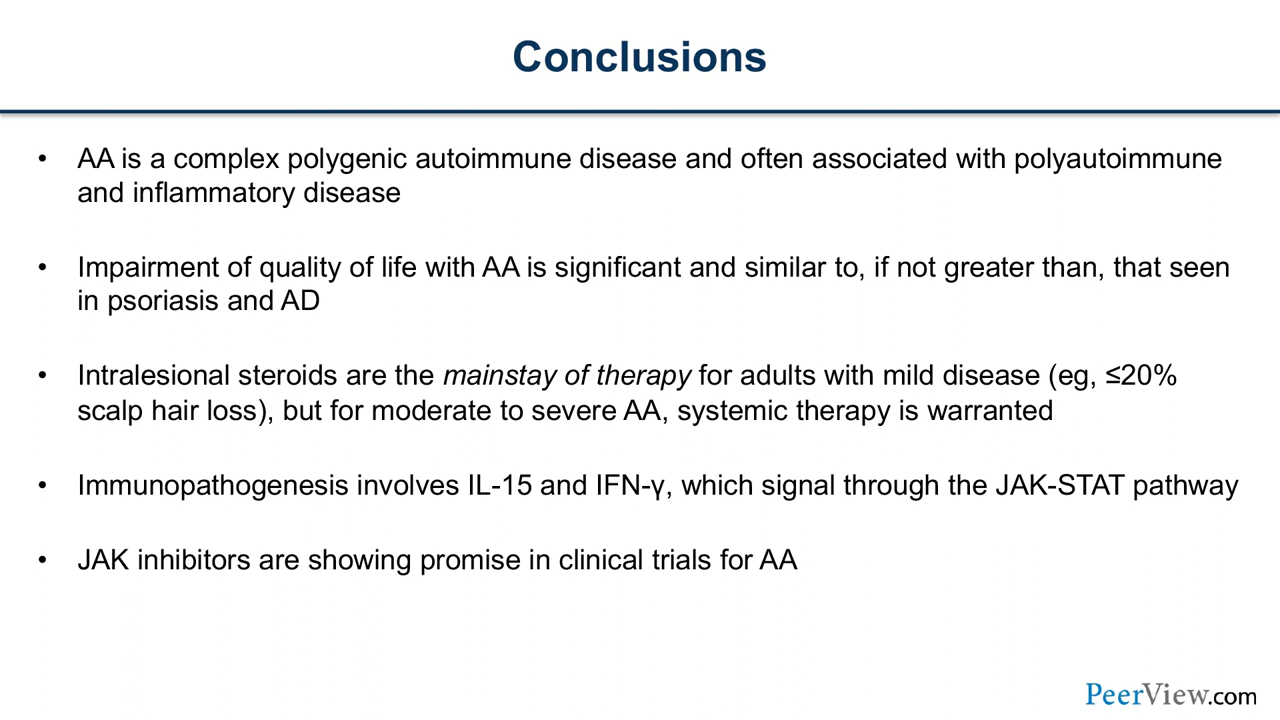 Conclusions
• AA is a complex polygenic autoimmune disease and often associated with polyautoimmune
and inflammatory disease
• Impairment of quality of life with AA is significant and similar to, if not greater than, that seen
in psoriasis and AD
• Intralesional steroids are the mainstay of therapy for adults with mild disease (eg, ≤20%
scalp hair loss), but for moderate to severe AA, systemic therapy is warranted
• Immunopathogenesis involves IL-15 and IFN-γ, which signal through the JAK-STAT pathway
• JAK inhibitors are showing promise in clinical trials for AA
PeerView.com